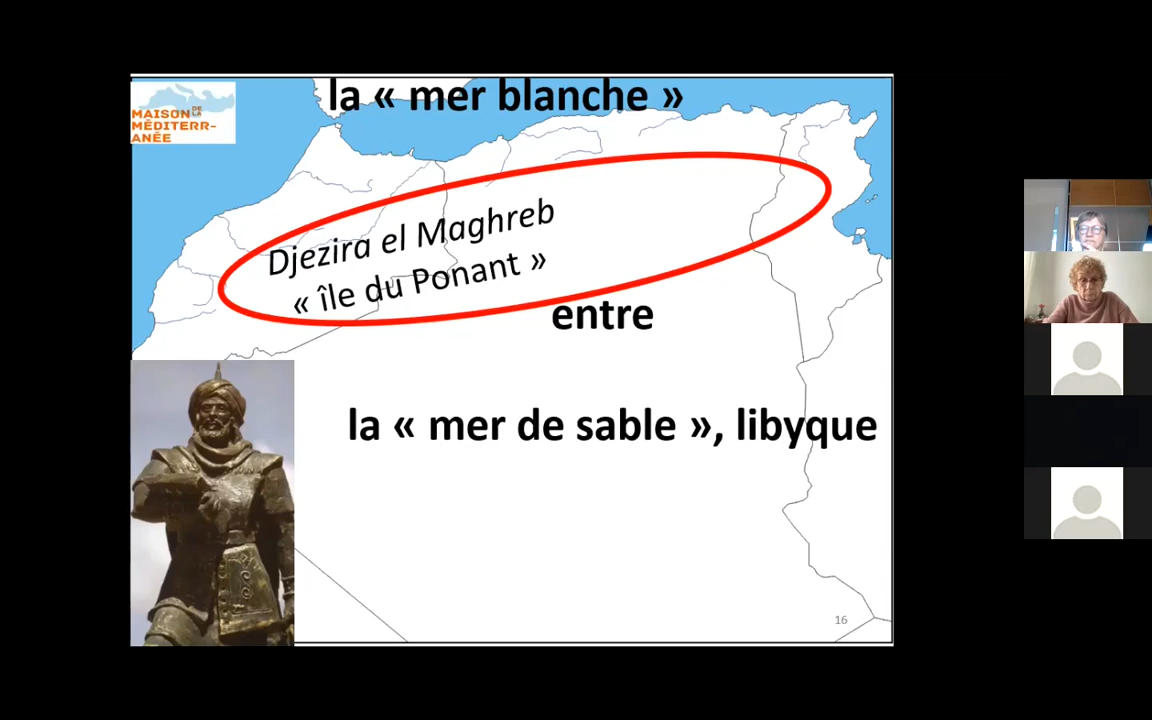 la « mer blanche »
MAISON DE LA
MÉDITERR-
ANÉE
Djezira el Maghreb
« île du Ponant »
entre
la « mer de sable », libyque
16